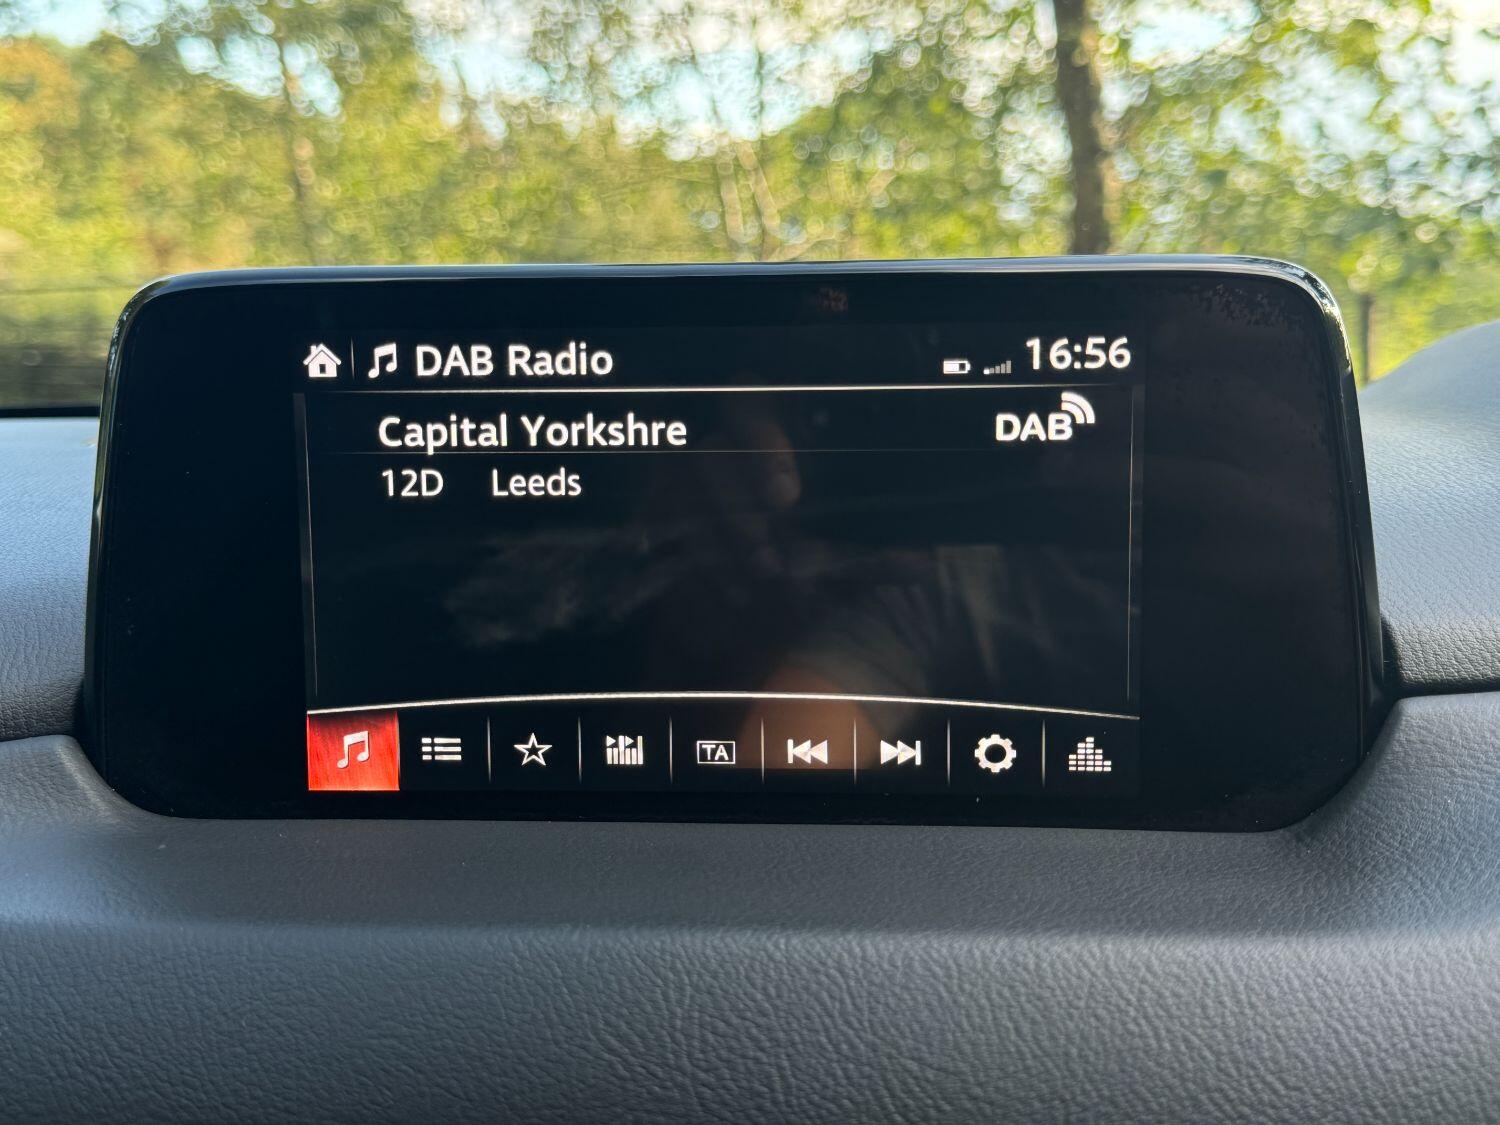 DAB Radio 16:56
Capital Yorkshre DAB
12D Leeds
TA